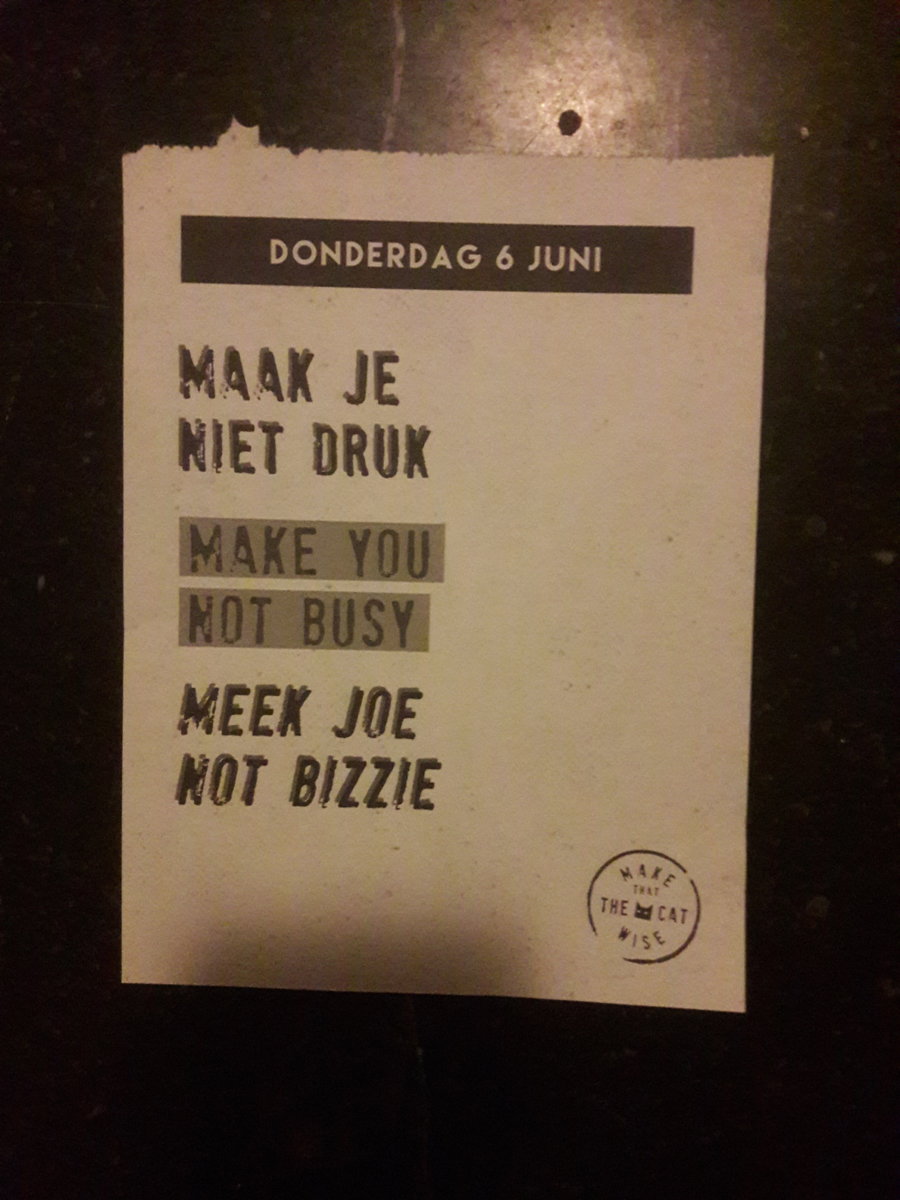 DONDERDAG 6 JUNI
MAAK JE
NIET DRUK
MAKE YOU
NOT BUSY
MEEK JOE
NOT BIZZIE
MAKE
THAT
THE CAT
WISE